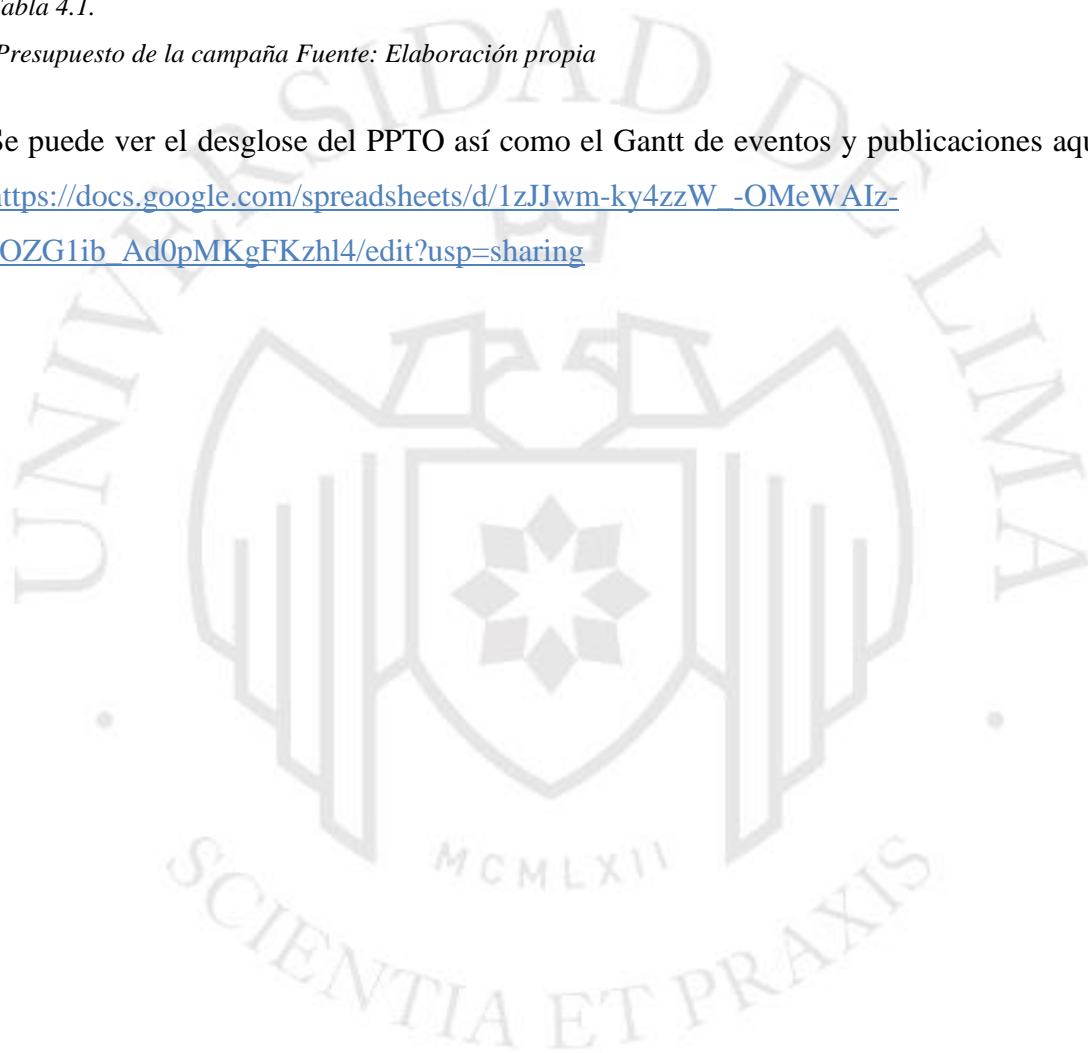 abla 4.1.
Presupuesto de la campaña Fuente: Elaboración propia
Se puede ver el desglose del PPTO así como el Gantt de eventos y publicaciones aqu
https://docs.google.com/spreadsheets/d/1zJJwm-ky4zzW_-OMeWAIz-
OZG1ib_Ad0pMKgFKzhl4/edit?usp=sharing
UNIVERSIDAD DE LIMA
MCMLXII
SCIENTIA ET PRAXIS